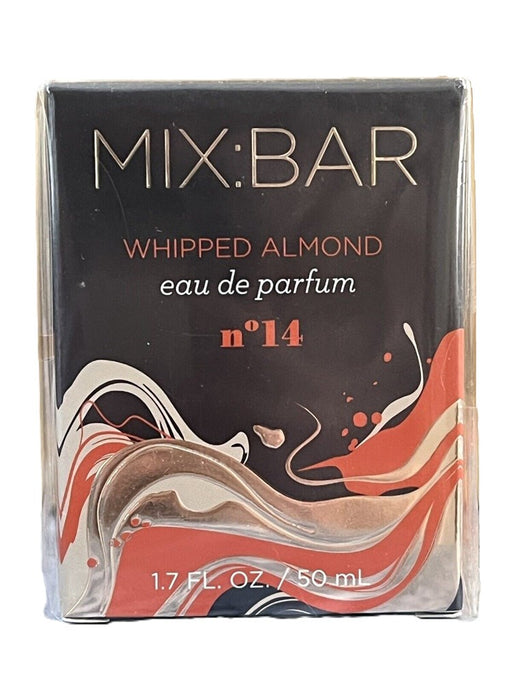 MIX:BAR
WHIPPED ALMOND
eau de parfum
nº14
1.7 FL. OZ. / 50 mL